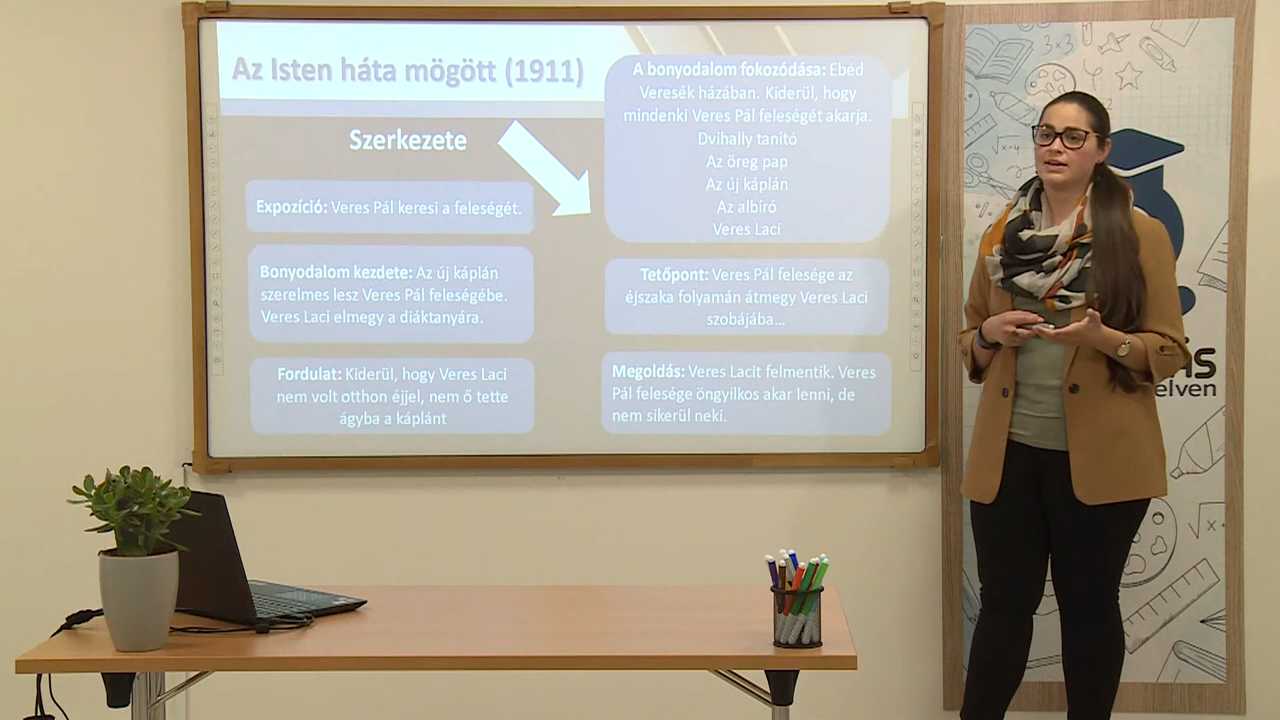 Az Isten háta mögött (1911)
Szerkezete
Expozíció: Veres Pál keresi a feleségét.
Bonyodalom kezdete: Az új káplán
szerelmes lesz Veres Pál feleségébe.
Veres Laci elmegy a diáktanyára.
Fordulat: Kiderül, hogy Veres Laci
nem volt otthon éjjel, nem ő tette
ágyba a káplánt
A bonyodalom fokozódása: Ebéd
Veresék házában. Kiderül, hogy
mindenki Veres Pál feleségét akarja.
Dvihally tanító
Az öreg pap
Az új káplán
Az albíró
Veres Laci
Tetőpont: Veres Pál felesége az
éjszaka folyamán átmegy Veres Laci
szobájába...
Megoldás: Veres Lacit felmentik. Veres
Pál felesége öngyilkos akar lenni, de
nem sikerül neki.
3×3